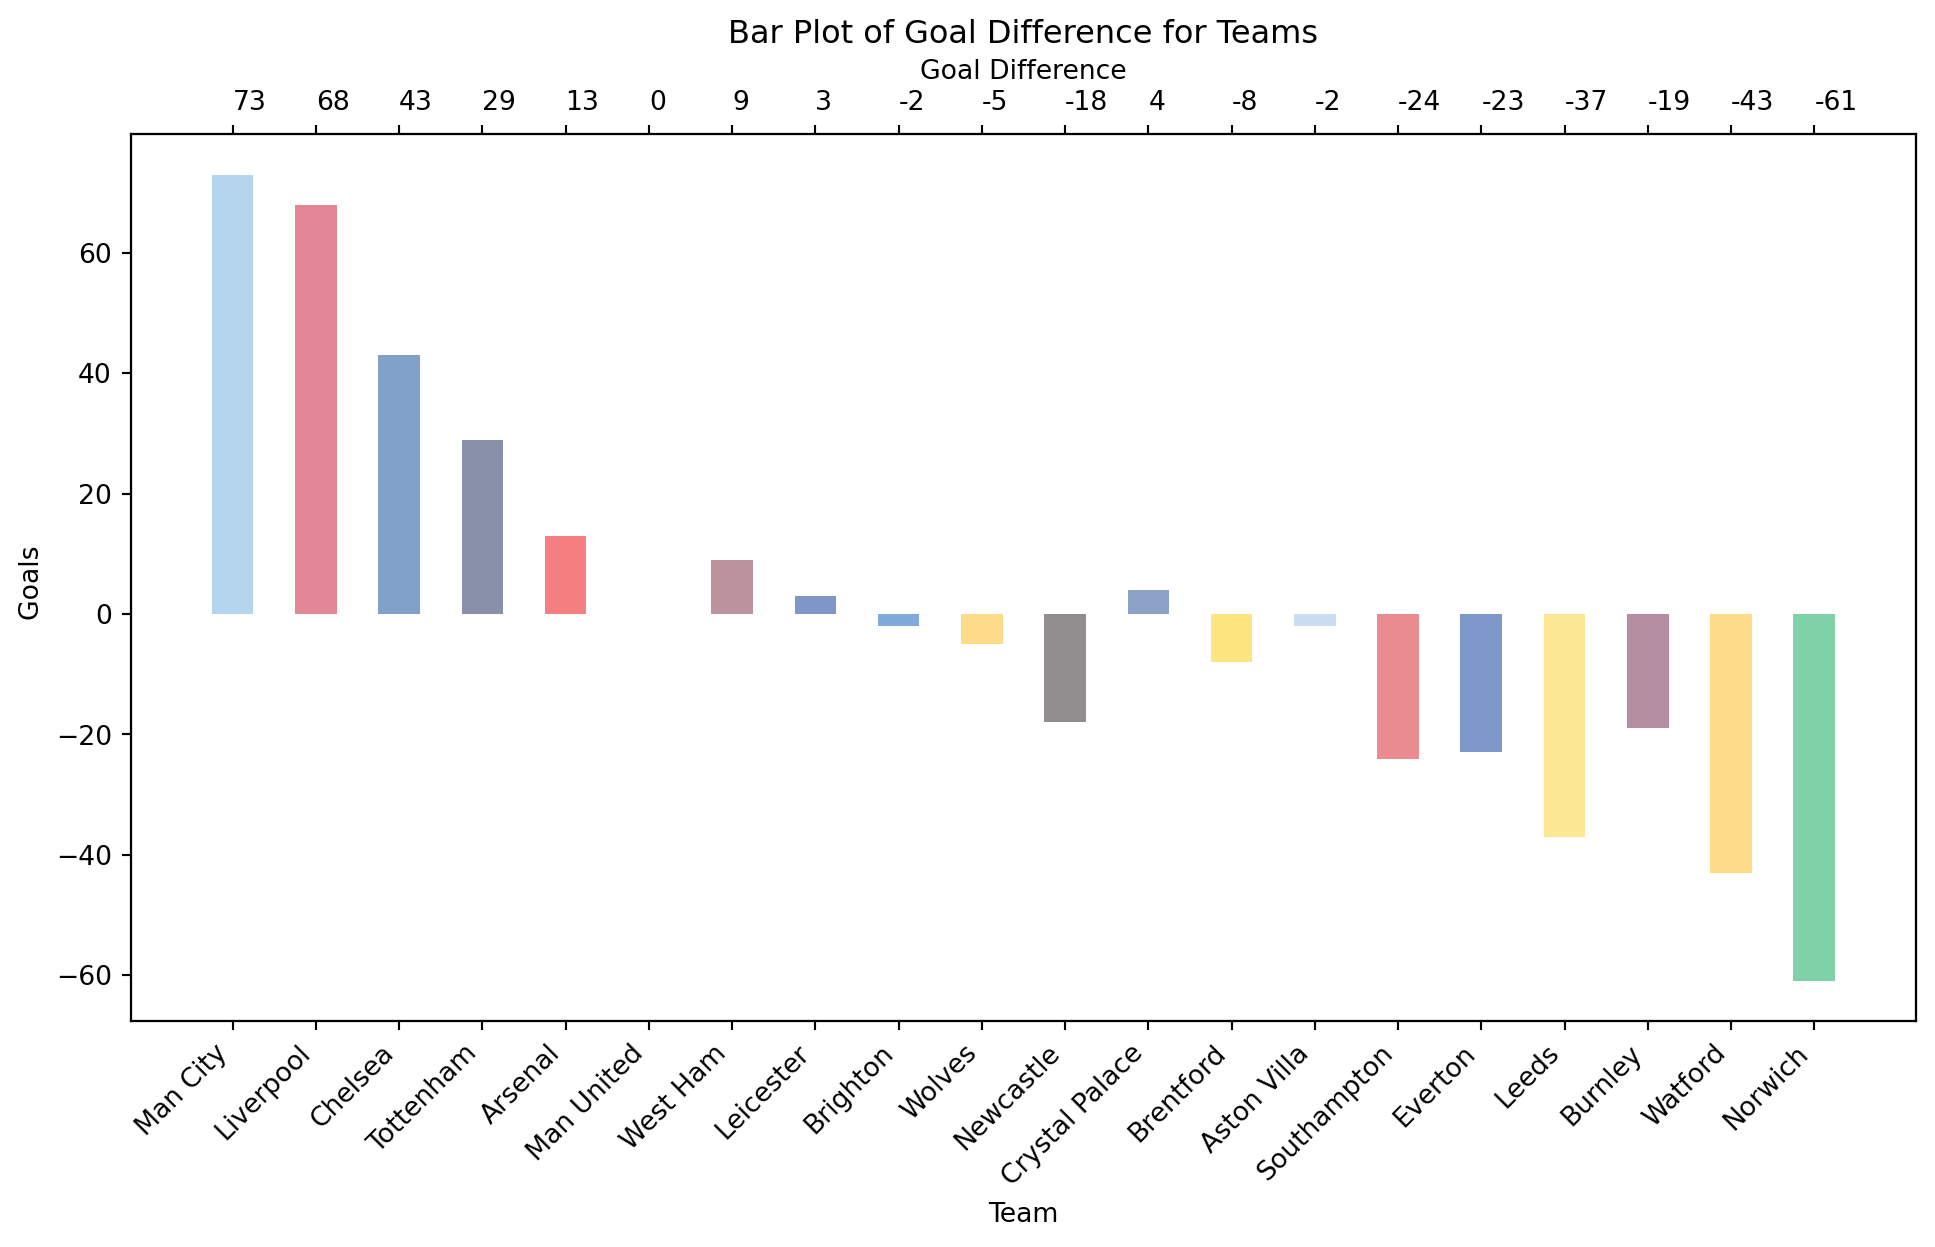 Bar Plot of Goal Difference for Teams
Goal Difference
73 68 43 29 13 0 9 3 -2 -5 -18 4 -8 -2 -24 -23 -37 -19 -43 -61
Goals
60
40
20
0
−20
−40
−60
Man City Liverpool Chelsea Tottenham Arsenal Man United West Ham Leicester Brighton Wolves Newcastle Crystal Palace Brentford Aston Villa Southampton Everton Leeds Burnley Watford Norwich
Team